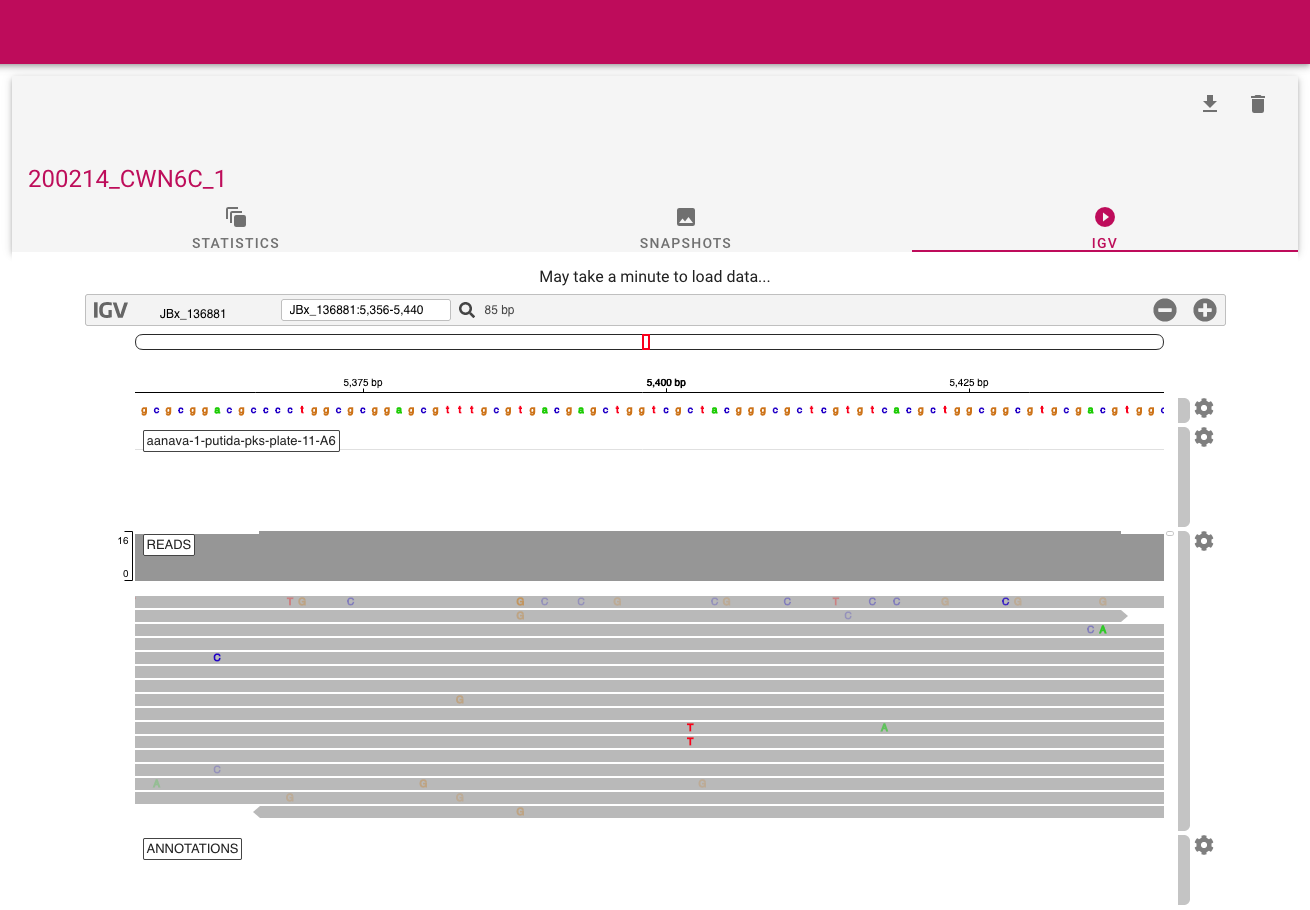 200214_CWN6C_1
STATISTICS
SNAPSHOTS
IGV
May take a minute to load data...
IGV JBx_136881 JBx_136881:5,356-5,440 85 bp
5,375 bp 5,400 bp 5,425 bp
g c g c g g a c g c c c c t g g c g c g g a g c g t t t g c g t g a c g a g c t g g t c g c t a c g g g c g c t c g t g t c a c g c t g g c g g c g t g c g a c g t g g c
aanava-1-putida-pks-plate-11-A6
16
READS
0
T G C G C C G C G C T C C G C G G
G C
C A
C
G
T A
T
C
A G G
G G
G
ANNOTATIONS